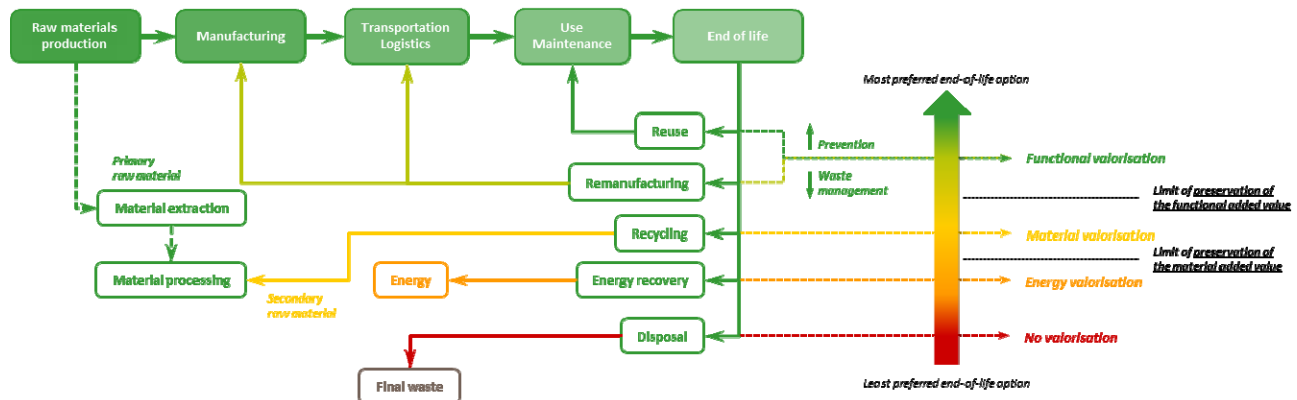 Raw materials
production
Manufacturing
Transportation
Logistics
Use
Maintenance
End of life
Most preferred end-of-life option
Reuse
Prevention
Functional valorisation
Primary
raw material
Remanufacturing
Waste
management
Limit of preservation of
the functional added value
Material extraction
Recycling
Material valorisation
Limit of preservation of
the material added value
Material processing
Secondary
raw material
Energy
Energy recovery
Energy valorisation
Disposal
No valorisation
Final waste
Least preferred end-of-life option